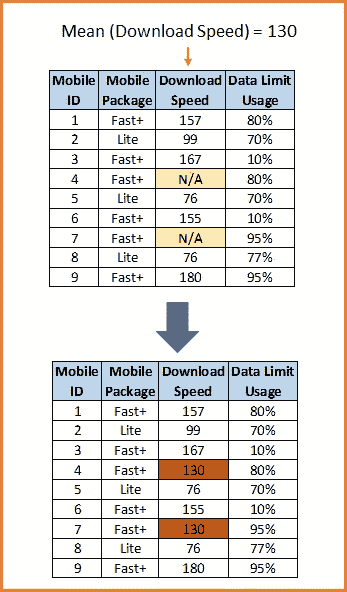 Mean (Download Speed) = 130
Mobile ID Mobile Package Download Speed Data Limit Usage
1 Fast+ 157 80%
2 Lite 99 70%
3 Fast+ 167 10%
4 Fast+ N/A 80%
5 Lite 76 70%
6 Fast+ 155 10%
7 Fast+ N/A 95%
8 Lite 76 77%
9 Fast+ 180 95%
Mobile ID Mobile Package Download Speed Data Limit Usage
1 Fast+ 157 80%
2 Lite 99 70%
3 Fast+ 167 10%
4 Fast+ 130 80%
5 Lite 76 70%
6 Fast+ 155 10%
7 Fast+ 130 95%
8 Lite 76 77%
9 Fast+ 180 95%